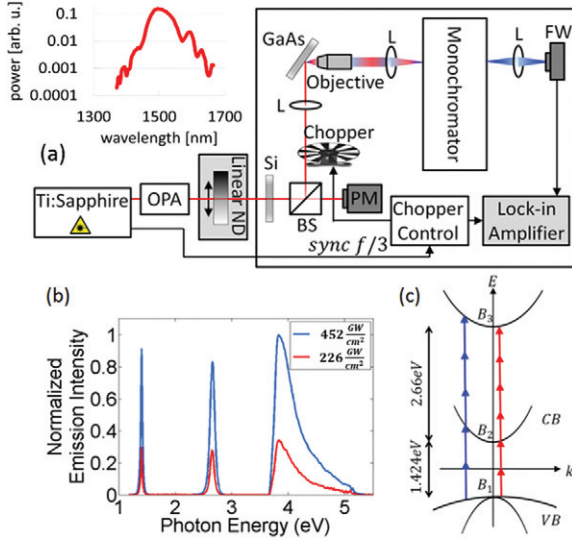 power [arb. u.]
0.1
0.01
0.001
0.0001
1300
1500
1700
wavelength [nm]
(a)
GaAs
Objective
L
Monochromator
L
FW
L
Chopper
Linear ND
Si
Ti:Sapphire
OPA
BS
PM
Chopper
Control
Lock-in
Amplifier
sync f/3
(b)
Normalized
Emission Intensity
1
0.8
0.6
0.4
0.2
0
452 GW/cm²
226 GW/cm²
1
2
3
4
5
Photon Energy (eV)
(c)
E
B₃
2.66eV
B₂
CB
1.424eV
k
B₁
VB